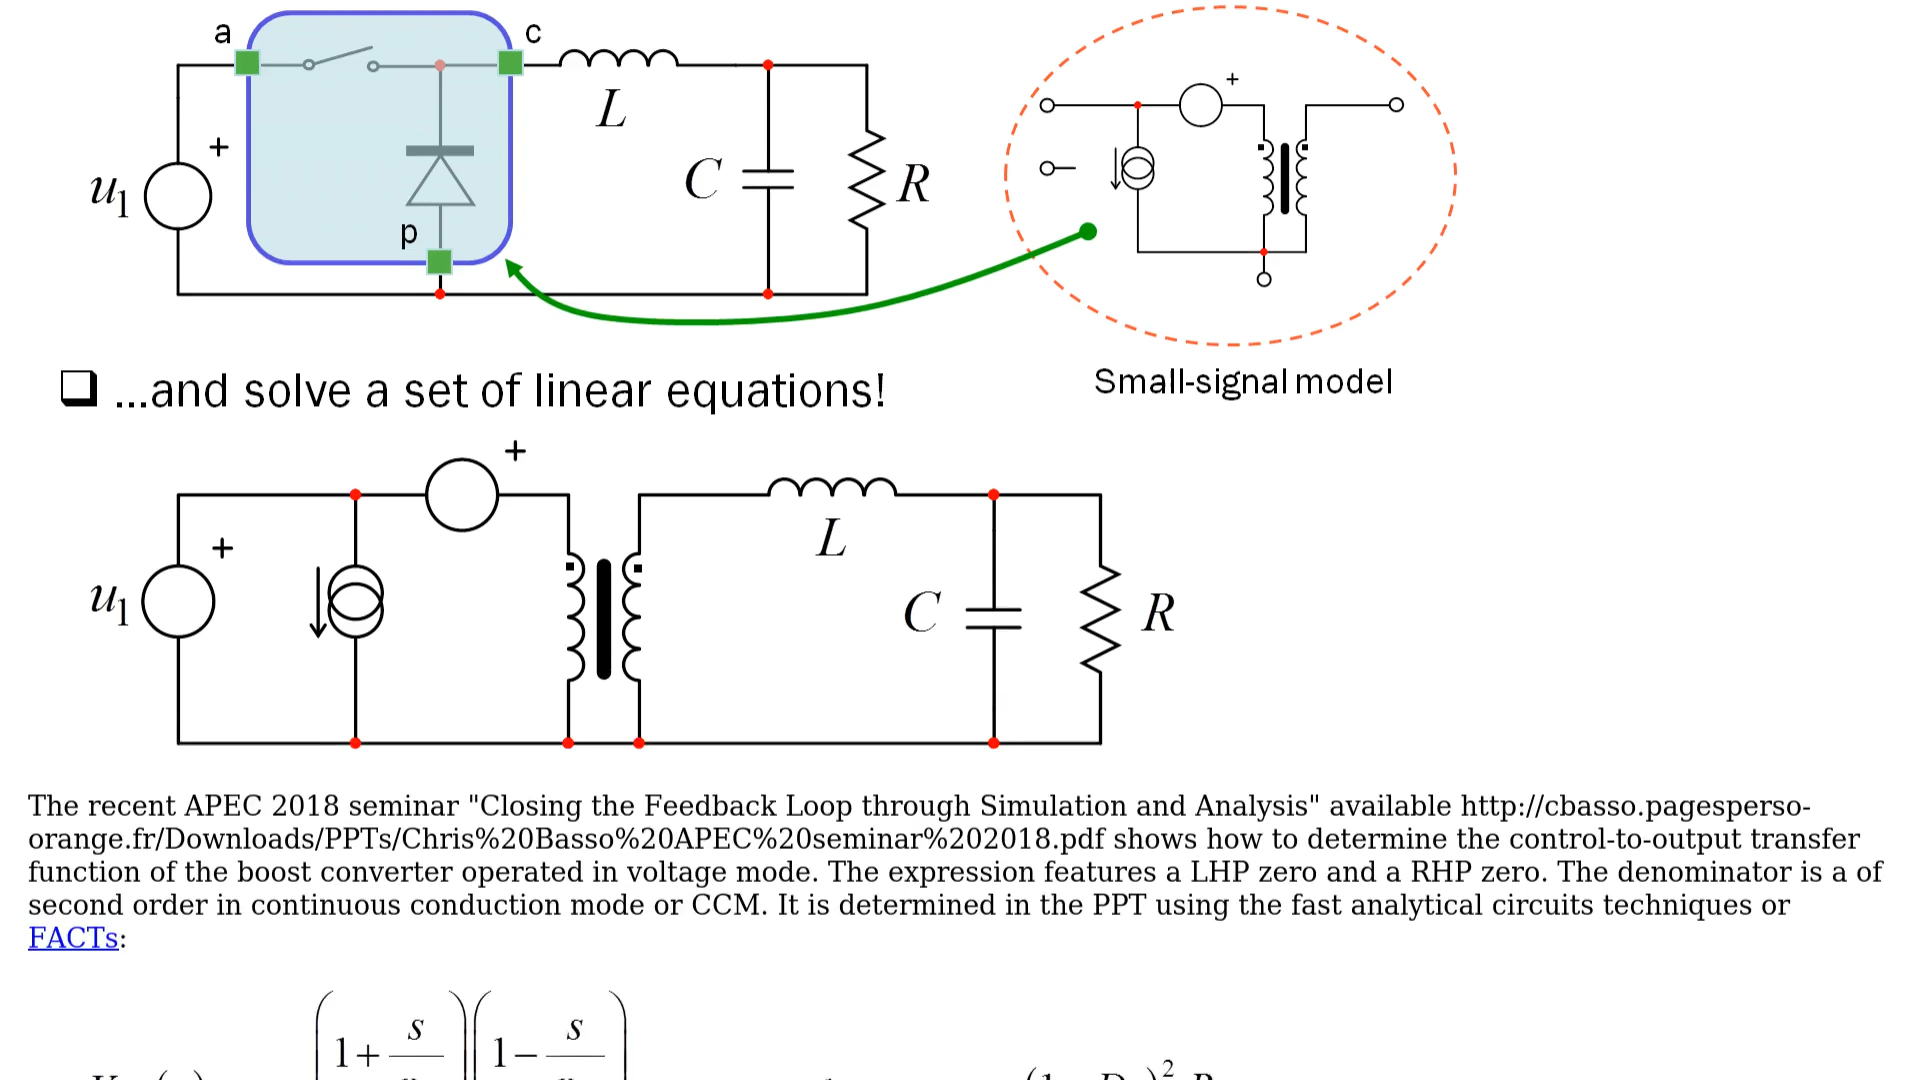 a
c
+
L
+
u1
C
R
p
❑ ...and solve a set of linear equations!
Small-signal model
+
L
+
u1
C
R
The recent APEC 2018 seminar "Closing the Feedback Loop through Simulation and Analysis" available http://cbasso.pagesperso-
orange.fr/Downloads/PPTs/Chris%20Basso%20APEC%20seminar%202018.pdf shows how to determine the control-to-output transfer
function of the boost converter operated in voltage mode. The expression features a LHP zero and a RHP zero. The denominator is a of
second order in continuous conduction mode or CCM. It is determined in the PPT using the fast analytical circuits techniques or
FACTs:
(1+ s (1− s
2